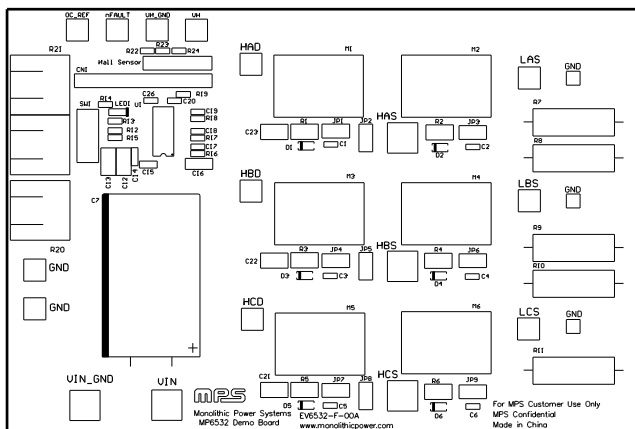 OC_REF nFAULT VM_GND VM
R21
R23
R22 R24
Hall Sensor
CN1
HAD
M1
M2
LAS
GND
R19
C26
C20
R14
SW1
LED1
U1
R13
R12
R15
C19
R18
C18
R17
C17
R16
C16
C15
C13
C12
C14
C23
R1
JP1
JP2
D1
C1
HAS
R2
JP3
D2
C2
R7
R8
C7
HBD
M3
M4
LBS
GND
R20
GND
GND
C22
R3
JP4
JP5
D3
C3
HBS
R4
JP6
D4
C4
R9
R10
HCD
M5
M6
LCS
GND
C21
R5
JP7
JP8
D5
C5
HCS
R6
JP9
D6
C6
R11
+
VIN_GND
VIN
MPS
Monolithic Power Systems
MP6532 Demo Board
EV6532-F-00A
www.monolithicpower.com
For MPS Customer Use Only
MPS Confidential
Made in China